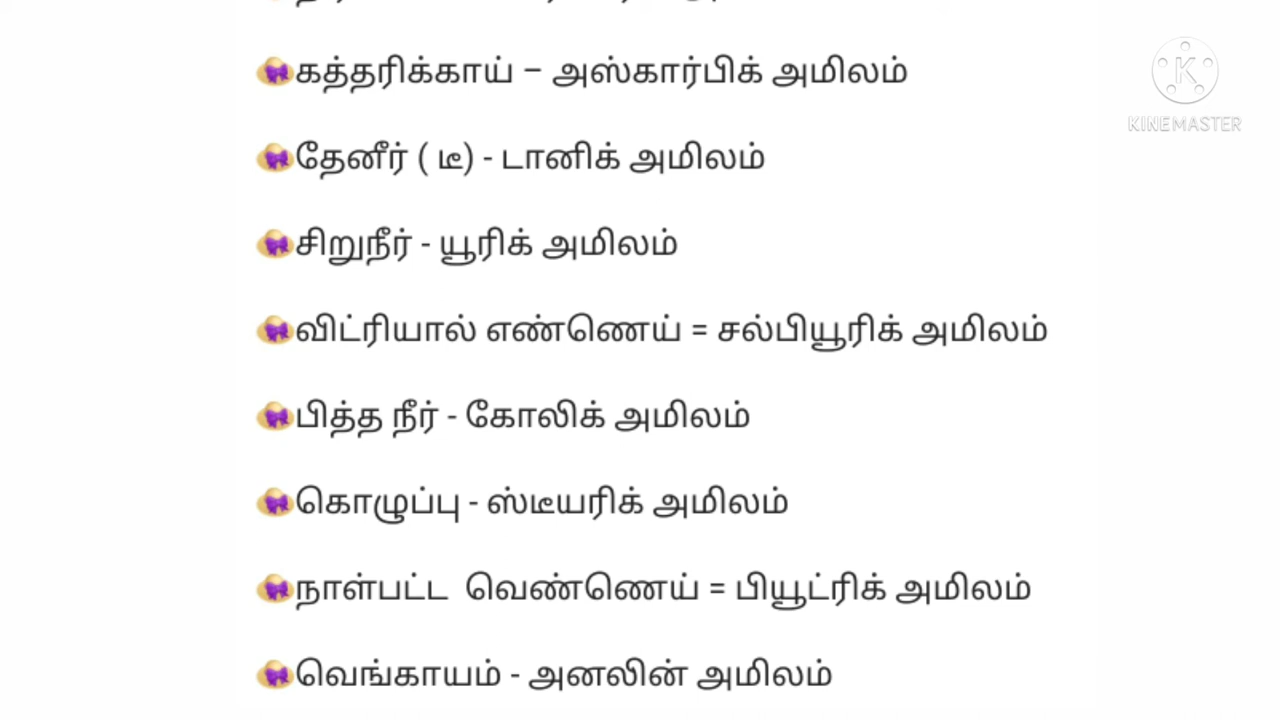 கத்தரிக்காய் – அஸ்கார்பிக் அமிலம்
KINEMASTER
தேனீர் ( டீ) - டானிக் அமிலம்
சிறுநீர் - யூரிக் அமிலம்
விட்ரியால் எண்ணெய் = சல்பியூரிக் அமிலம்
பித்த நீர் - கோலிக் அமிலம்
கொழுப்பு - ஸ்டீயரிக் அமிலம்
நாள்பட்ட வெண்ணெய் = பியூட்ரிக் அமிலம்
வெங்காயம் - அனலின் அமிலம்